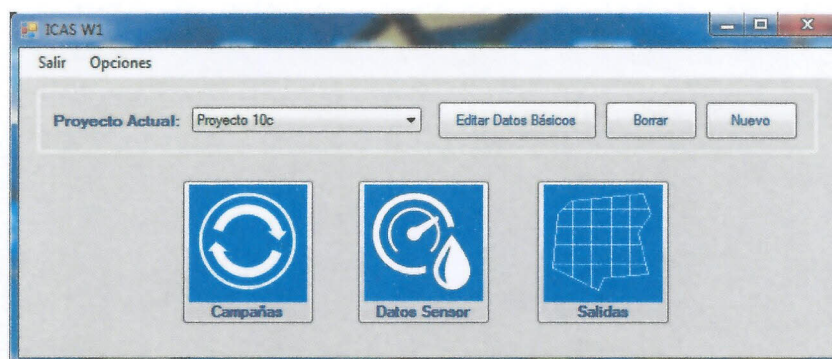 ICAS W1
Salir Opciones
Proyecto Actual: Proyecto 10c Editar Datos Básicos Borrar Nuevo
Campañas Datos Sensor Salidas